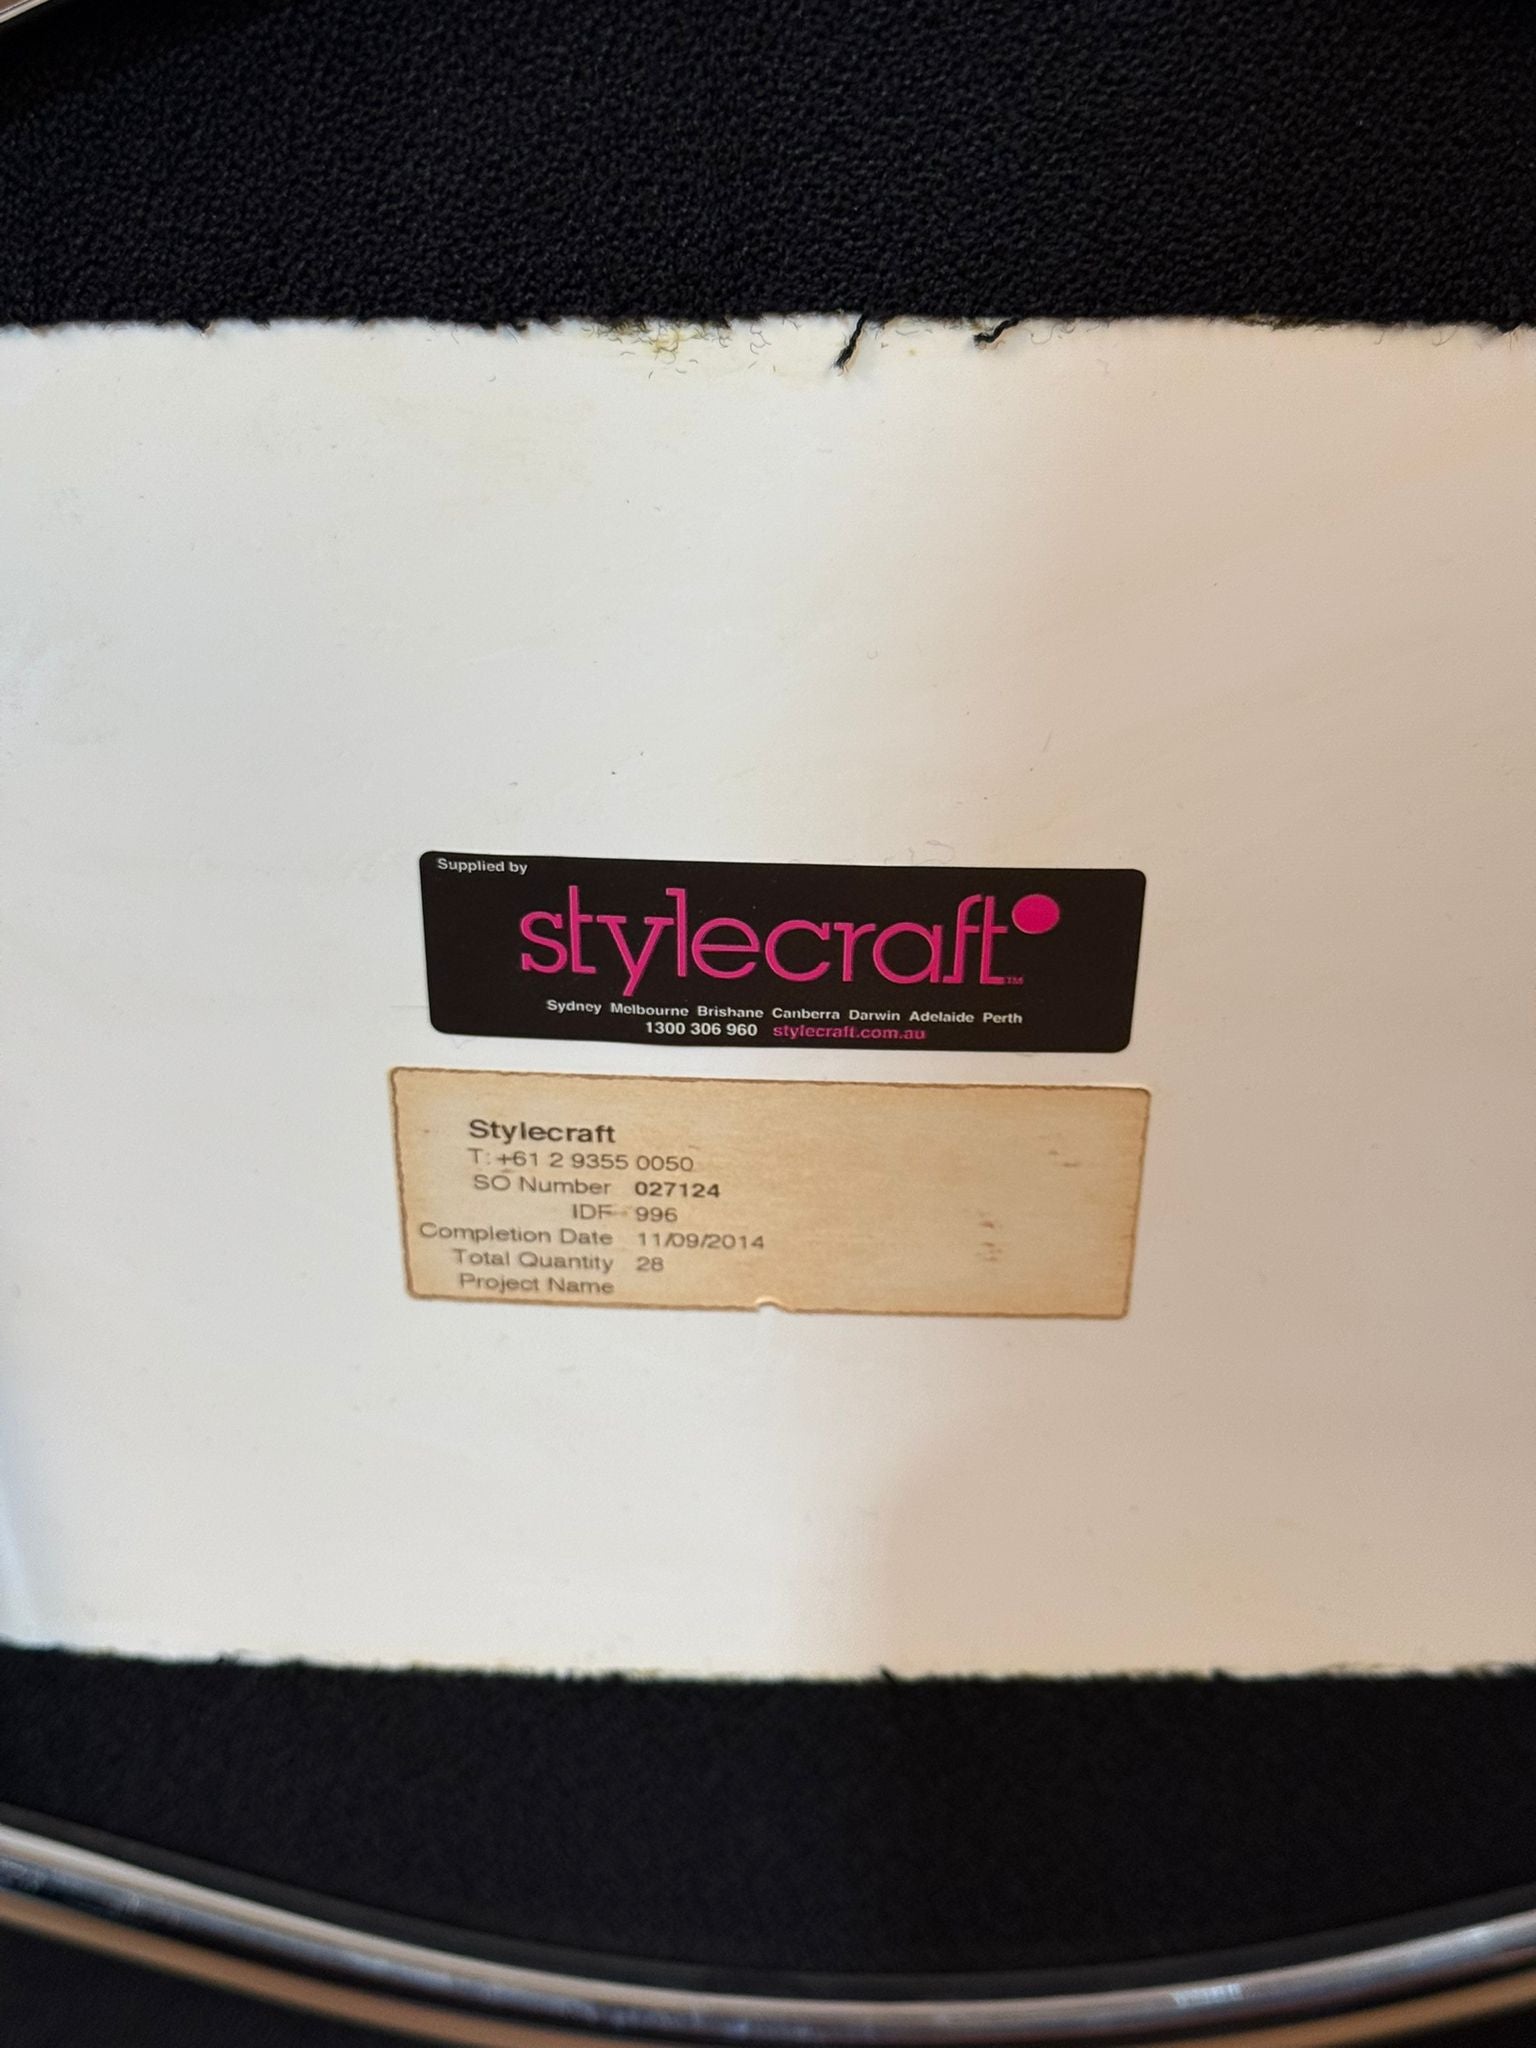 Supplied by
stylecraft
TM
Sydney Melbourne Brisbane Canberra Darwin Adelaide Perth
1300 306 960 stylecraft.com.au
Stylecraft
T: +61 2 9355 0050
SO Number 027124
IDF 996
Completion Date 11/09/2014
Total Quantity 28
Project Name